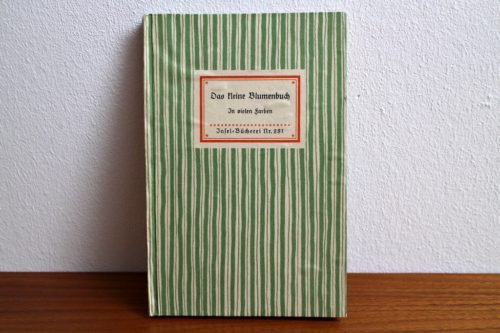 Das kleine Blumenbuch
In vielen Farben
Insel-Bücherei Nr. 281